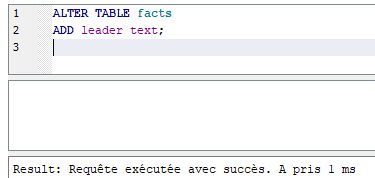 1 ALTER TABLE facts
2 ADD leader text;
3
Result: Requête exécutée avec succès. A pris 1 ms